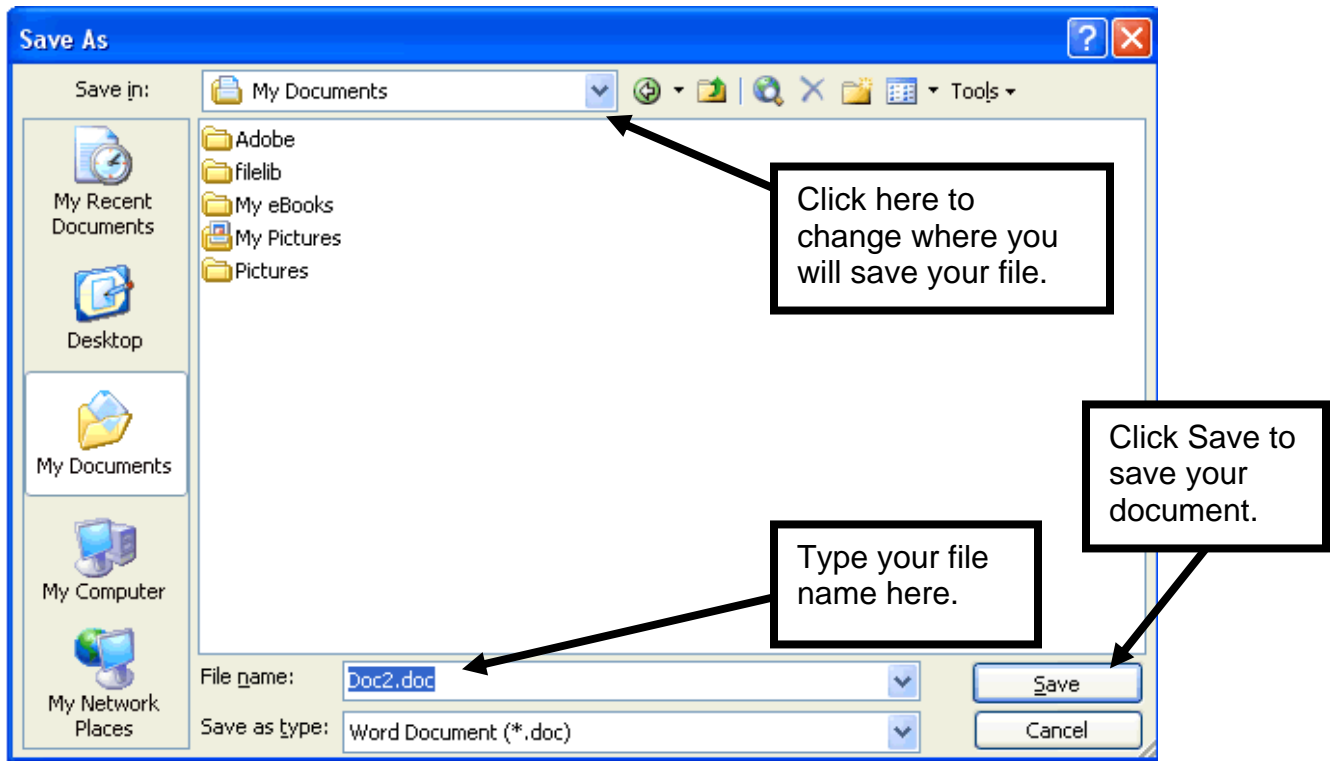 Save As
Save in:
My Documents
Tools
Adobe
filelib
My eBooks
My Pictures
Pictures
My Recent
Documents
Desktop
My Documents
My Computer
My Network
Places
Click here to
change where you
will save your file.
Click Save to
save your
document.
Type your file
name here.
File name:
Doc2.doc
Save
Save as type:
Word Document (*.doc)
Cancel